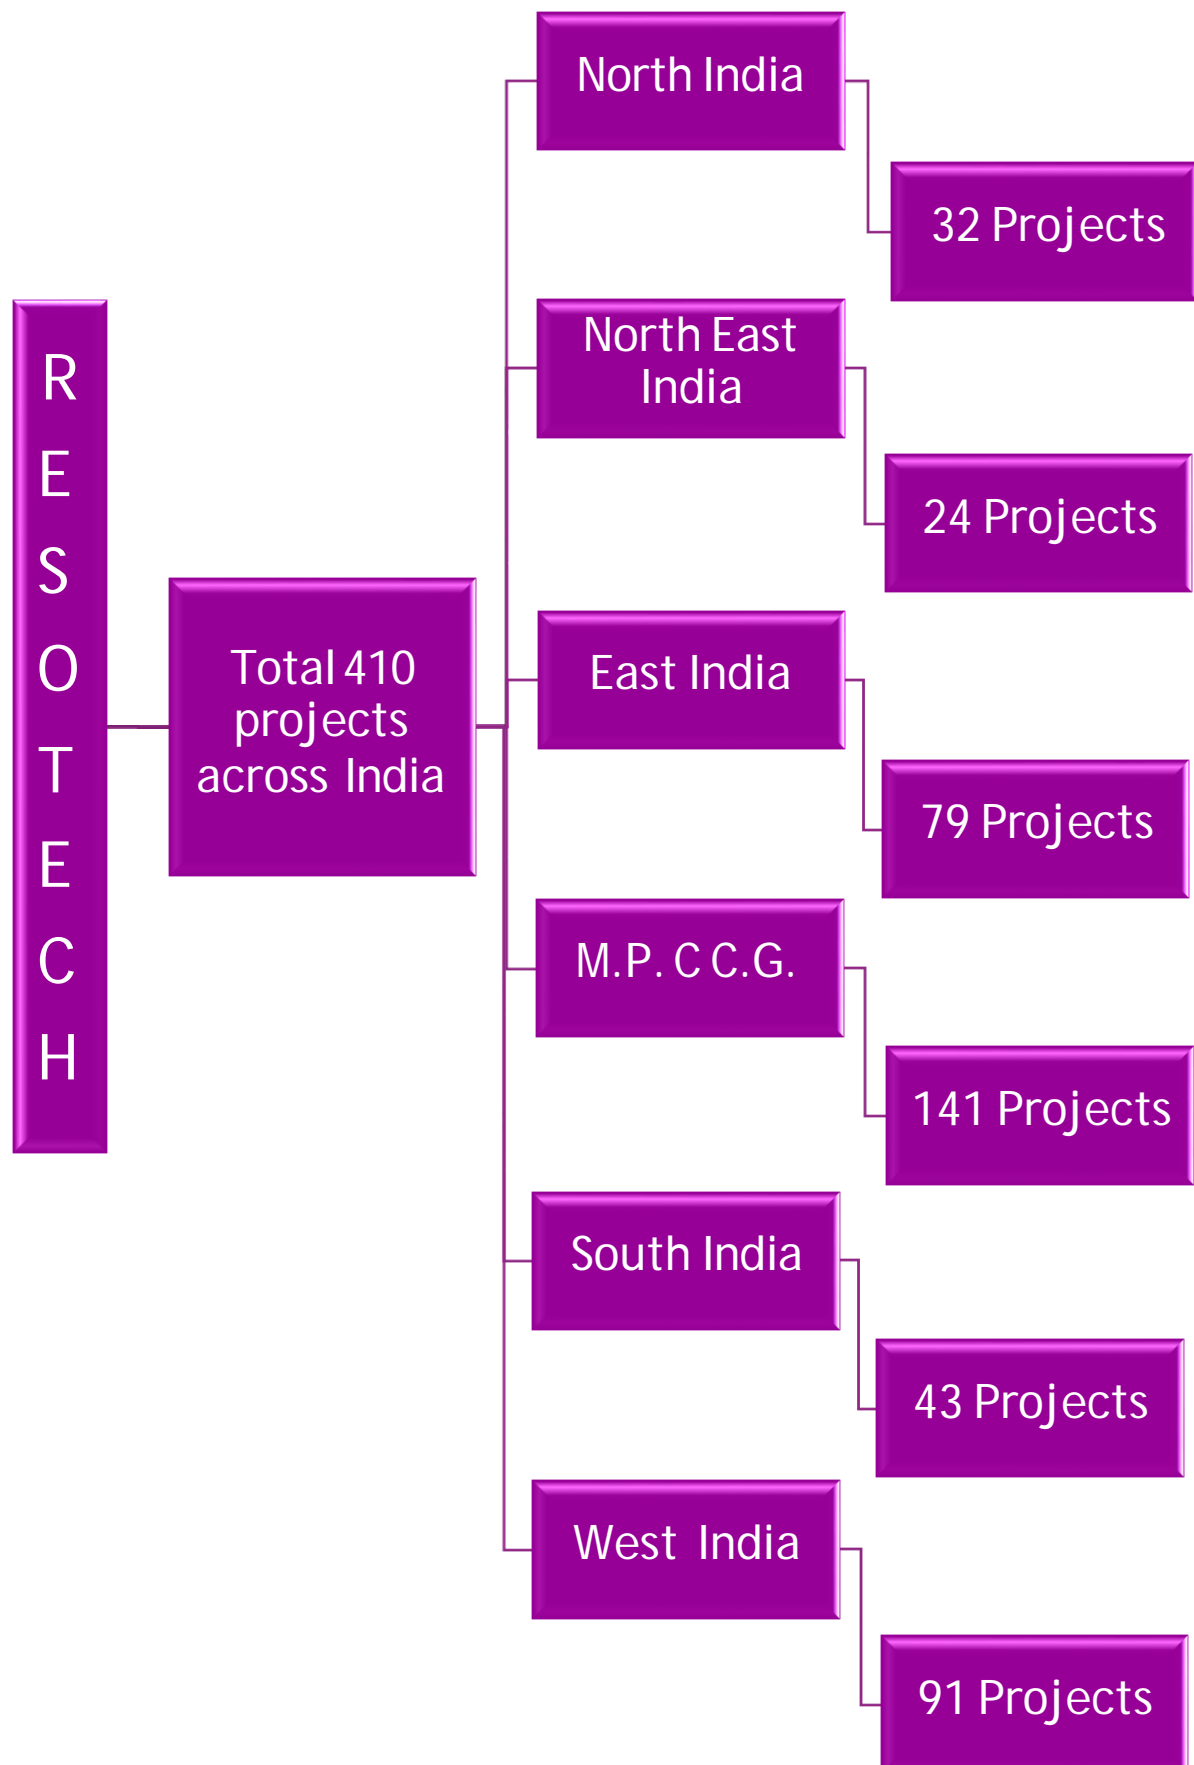 R
E
S
O
T
E
C
H
Total 410
projects
across India
North India
32 Projects
North East
India
24 Projects
East India
79 Projects
M.P. C C.G.
141 Projects
South India
43 Projects
West India
91 Projects